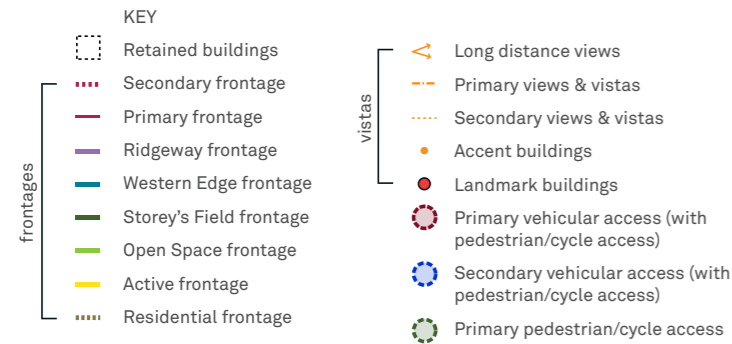 KEY
Retained buildings
frontages
Secondary frontage
Primary frontage
Ridgeway frontage
Western Edge frontage
Storey's Field frontage
Open Space frontage
Active frontage
Residential frontage
vistas
Long distance views
Primary views & vistas
Secondary views & vistas
Accent buildings
Landmark buildings
Primary vehicular access (with
pedestrian/cycle access)
Secondary vehicular access (with
pedestrian/cycle access)
Primary pedestrian/cycle access